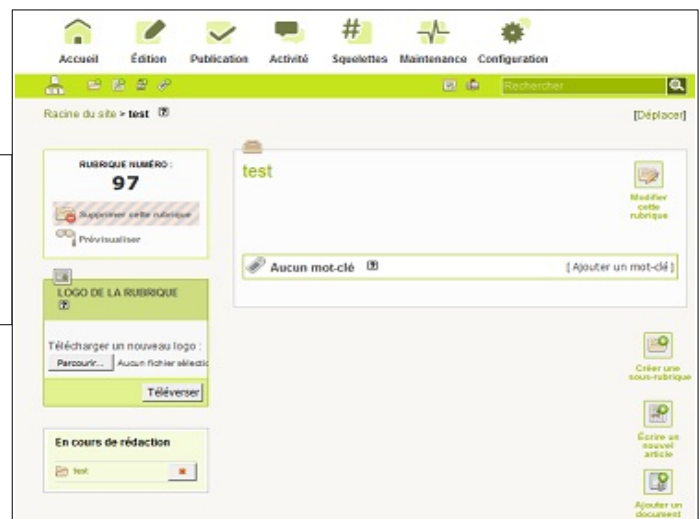 Accueil Édition Publication Activité Squelettes Maintenance Configuration
Rechercher
Racine du site > test
[Déplacer]
RUBRIQUE NUMÉRO :
97
Supprimer cette rubrique
Prévisualiser
test
Modifier
cette
rubrique
Aucun mot-clé
[ Ajouter un mot-clé ]
LOGO DE LA RUBRIQUE
Télécharger un nouveau logo :
Parcourir... Aucun fichier sélectio
Téléverser
Créer une
sous-rubrique
En cours de rédaction
test
Écrire un
nouvel
article
Ajouter un
document